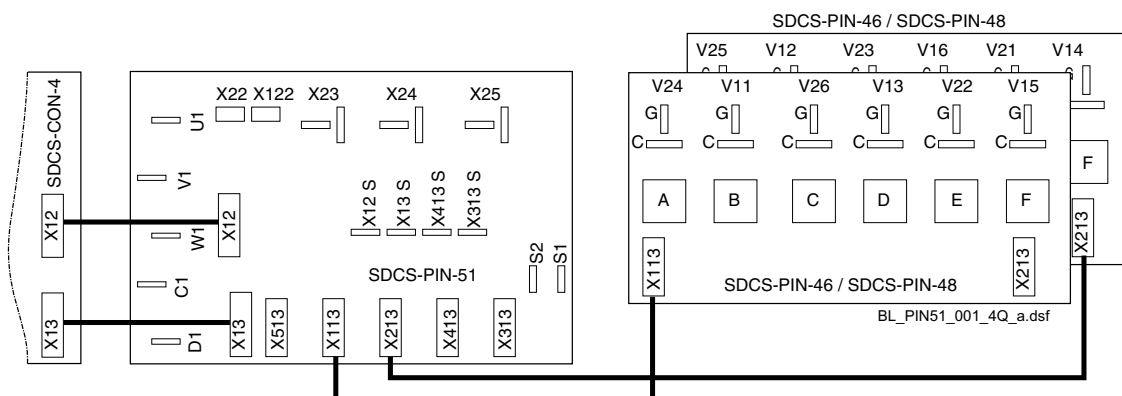 SDCS-PIN-46 / SDCS-PIN-48
V25 V12 V23 V16 V21 V14
F
X213
SDCS-CON-4
X12
X13
U1
V1
W1
C1
D1
X22 X122 X23 X24 X25
X12
X12 S X13 S X413 S X313 S
S2 S1
SDCS-PIN-51
X13 X513 X113 X213 X413 X313
V24 V11 V26 V13 V22 V15
G G G G G G
C C C C C C
A B C D E F
X113 X213
SDCS-PIN-46 / SDCS-PIN-48
BL_PIN51_001_4Q_a.dsf